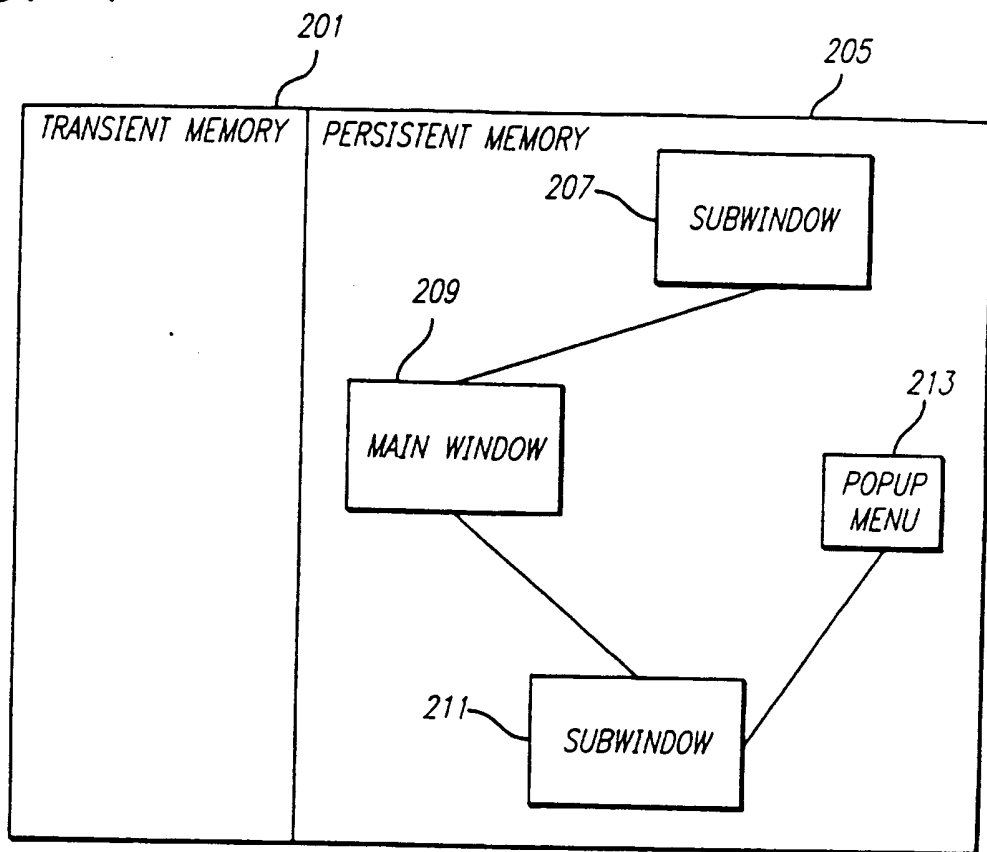 201
205
TRANSIENT MEMORY
PERSISTENT MEMORY
207
SUBWINDOW
209
MAIN WINDOW
213
POPUP
MENU
211
SUBWINDOW